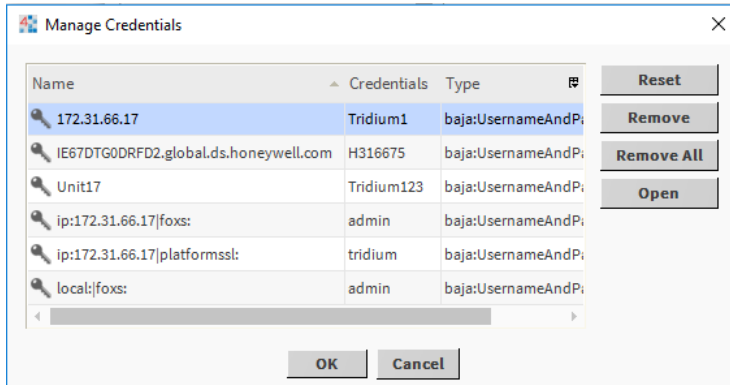 Manage Credentials
Name Credentials Type
172.31.66.17 Tridium1 baja:UsernameAndPa
IE67DTG0DRFD2.global.ds.honeywell.com H316675 baja:UsernameAndPa
Unit17 Tridium123 baja:UsernameAndPa
ip:172.31.66.17|foxs: admin baja:UsernameAndPa
ip:172.31.66.17|platformssl: tridium baja:UsernameAndPa
local:|foxs: admin baja:UsernameAndPa
Reset
Remove
Remove All
Open
OK Cancel